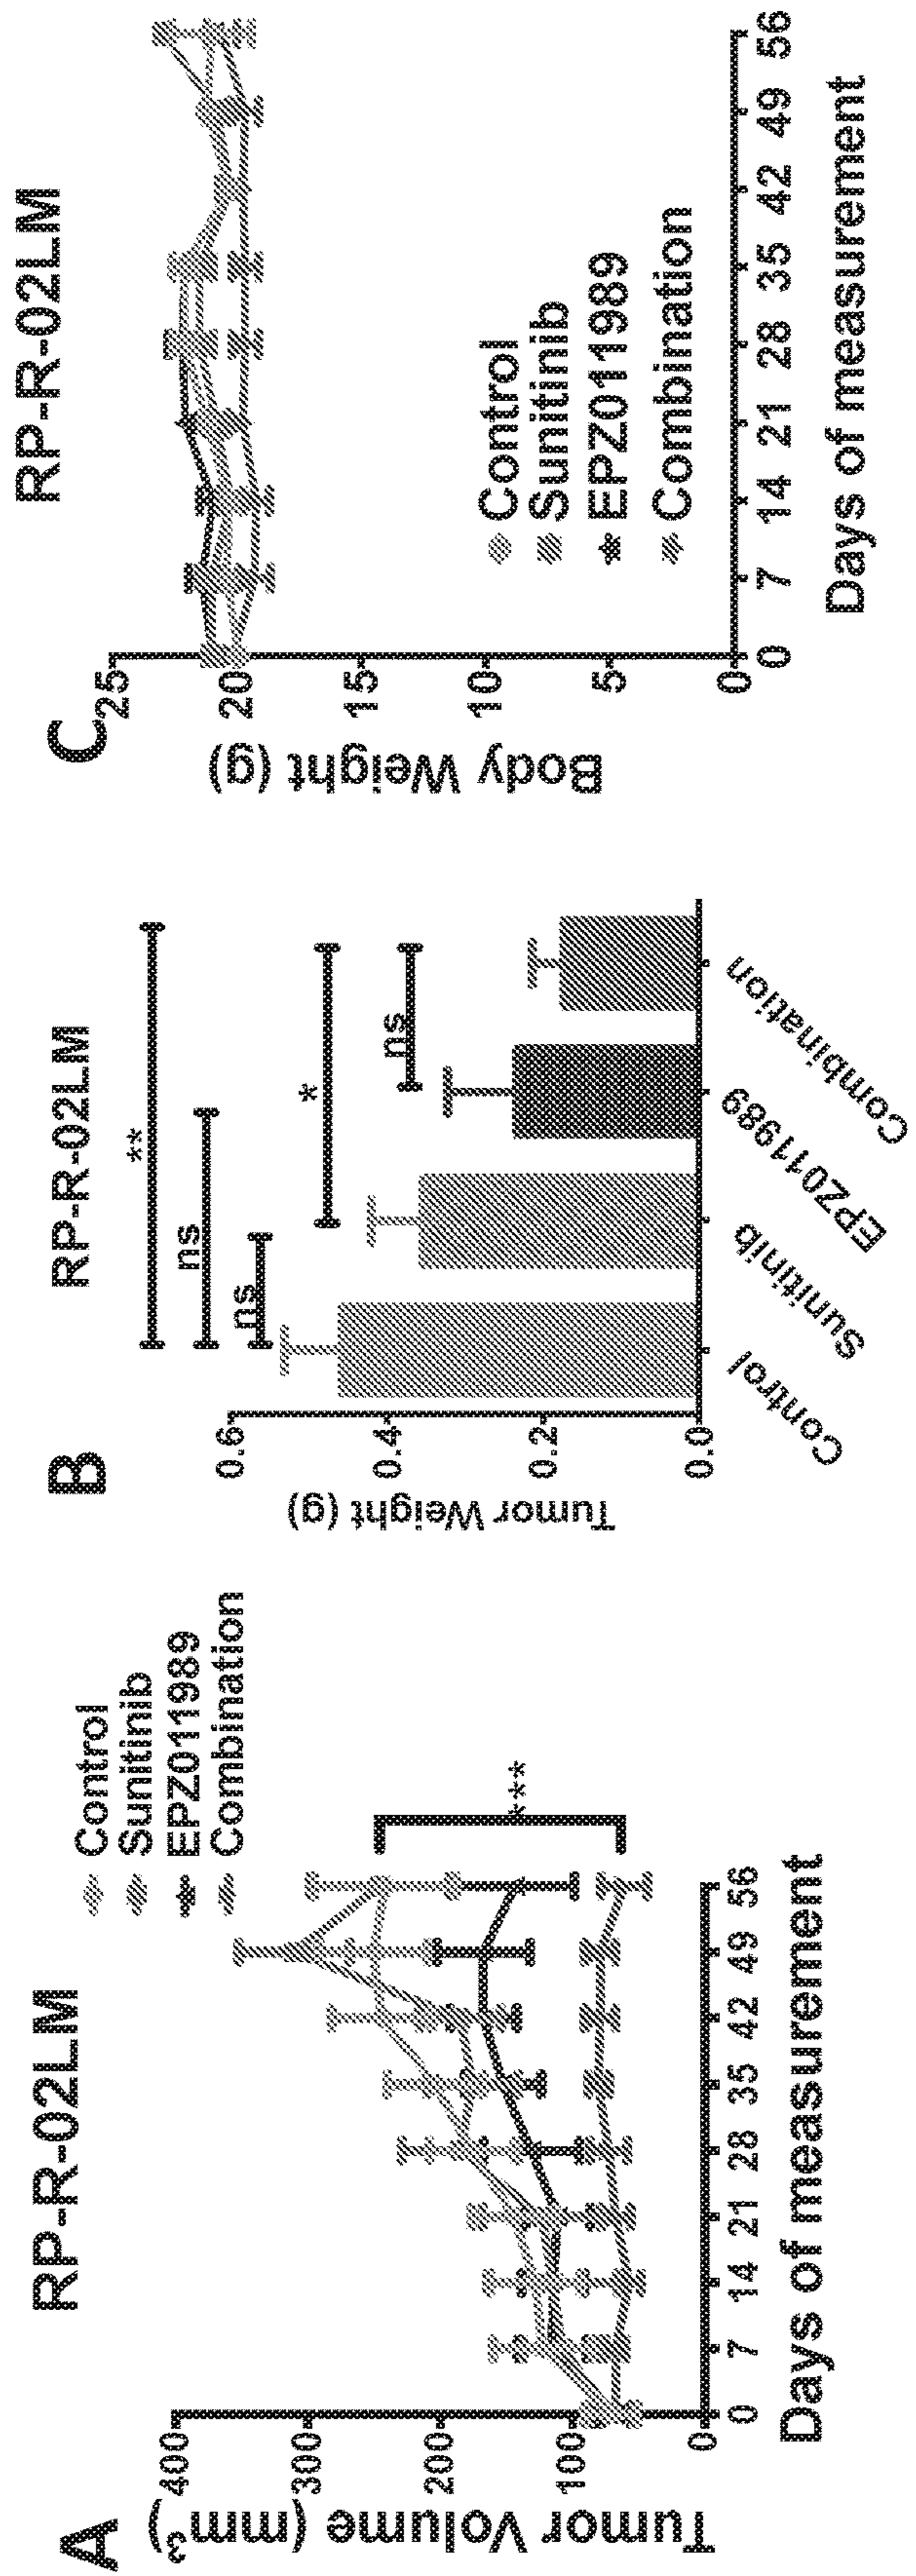 A
RP-R-02LM
Control
Sunitinib
EPZ011989
Combination
Tumor Volume (mm3)
400
300
200
100
0
***
0 7 14 21 28 35 42 49 56
Days of measurement
B
RP-R-02LM
Tumor Weight (g)
0.6
0.4
0.2
0.0
**
ns
ns
*
ns
Control
Sunitinib
EPZ011989
Combination
C
RP-R-02LM
Body Weight (g)
25
20
15
10
5
0
Control
Sunitinib
EPZ011989
Combination
0 7 14 21 28 35 42 49 56
Days of measurement